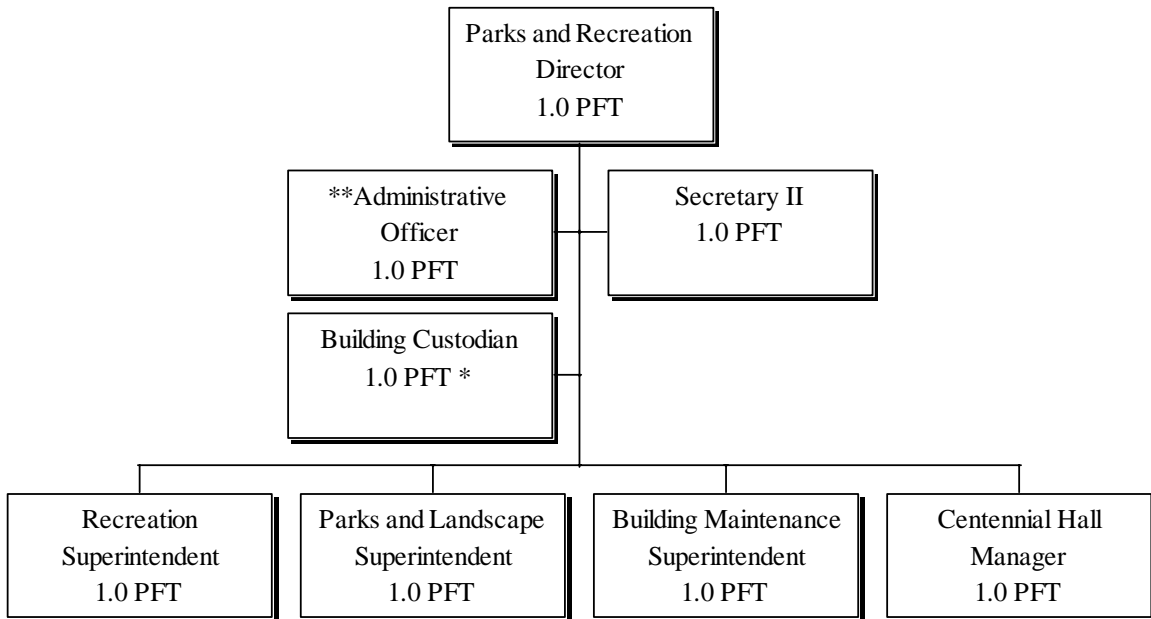 Parks and Recreation
Director
1.0 PFT
**Administrative
Officer
1.0 PFT
Secretary II
1.0 PFT
Building Custodian
1.0 PFT *
Recreation
Superintendent
1.0 PFT
Parks and Landscape
Superintendent
1.0 PFT
Building Maintenance
Superintendent
1.0 PFT
Centennial Hall
Manager
1.0 PFT